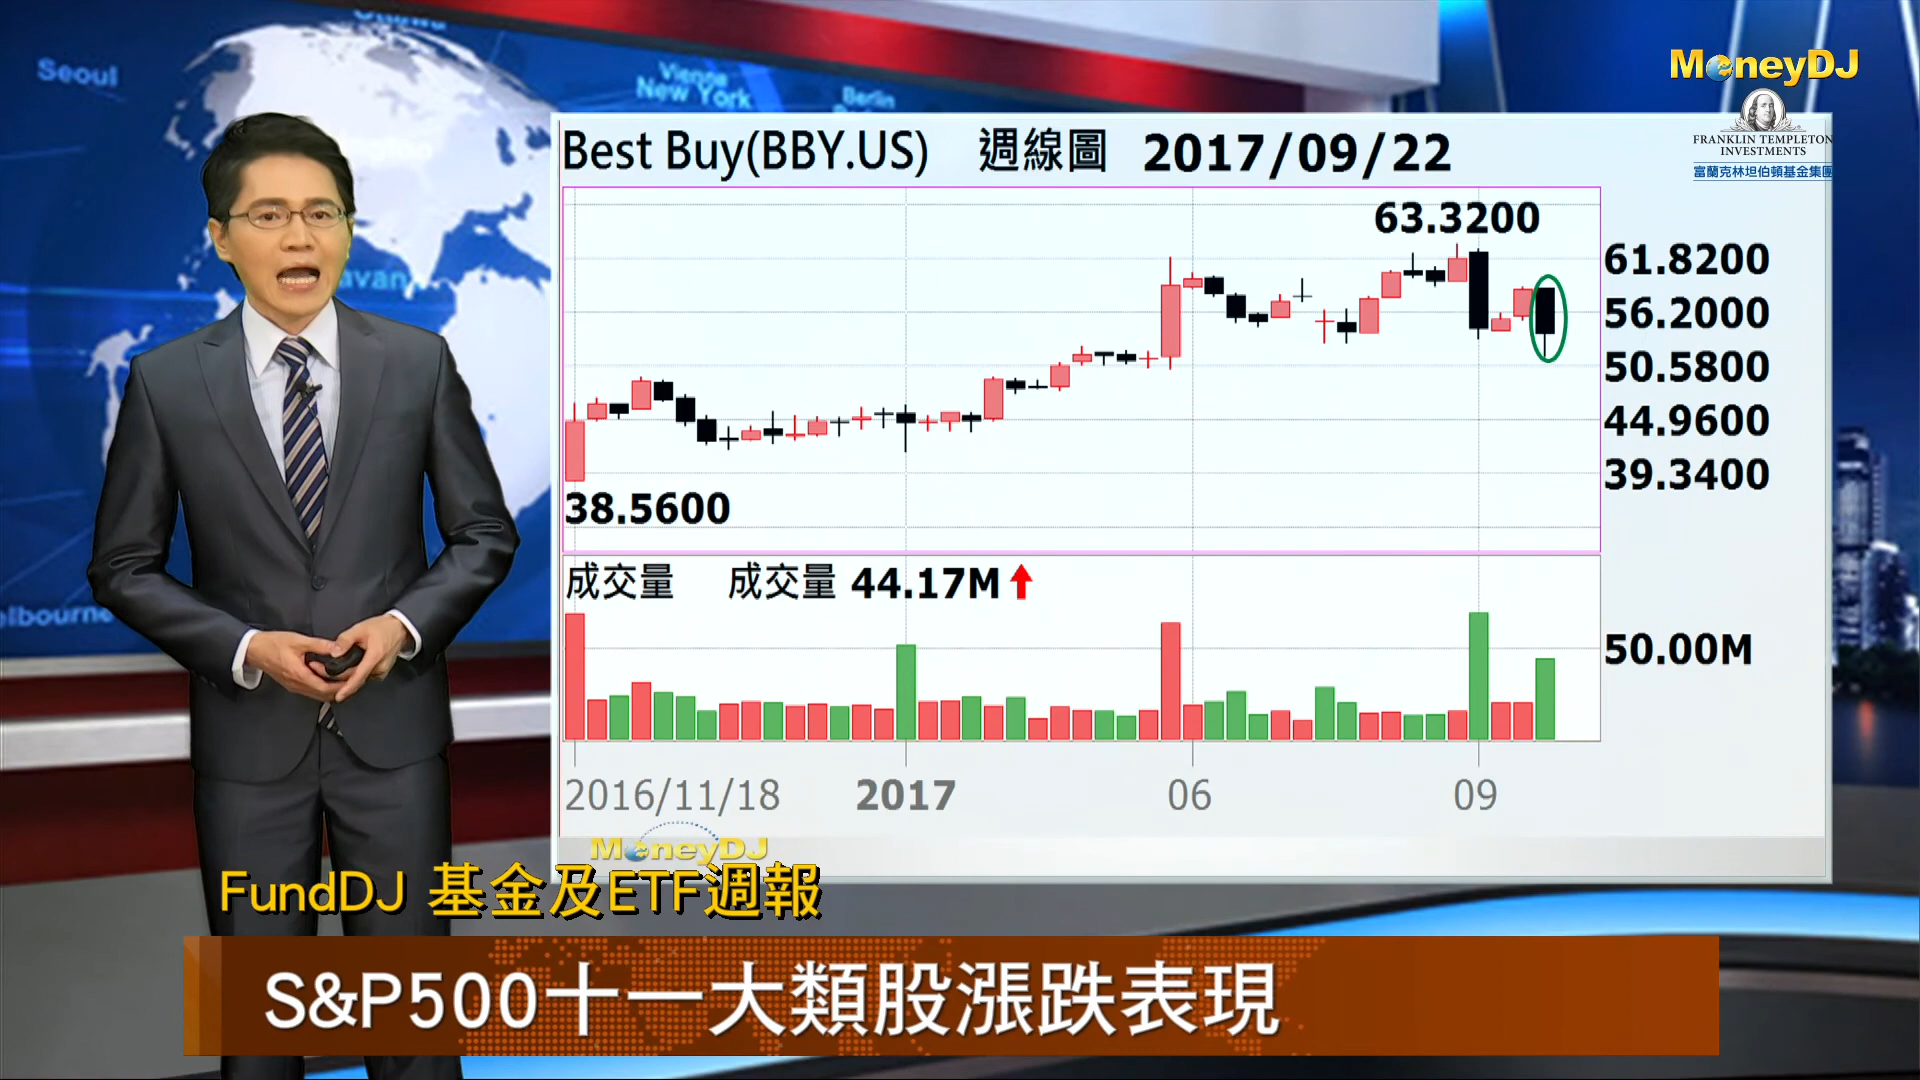 Ottawa
Seoul
Vienne
New York
Berlin
MoneyDJ
FRANKLIN TEMPLETON
INVESTMENTS
富蘭克林坦伯頓基金集團
Best Buy(BBY.US) 週線圖 2017/09/22
63.3200
61.8200
56.2000
50.5800
44.9600
39.3400
38.5600
成交量 成交量 44.17M
50.00M
2016/11/18 2017 06 09
MoneyDJ
FundDJ 基金及ETF週報
S&P500十一大類股漲跌表現